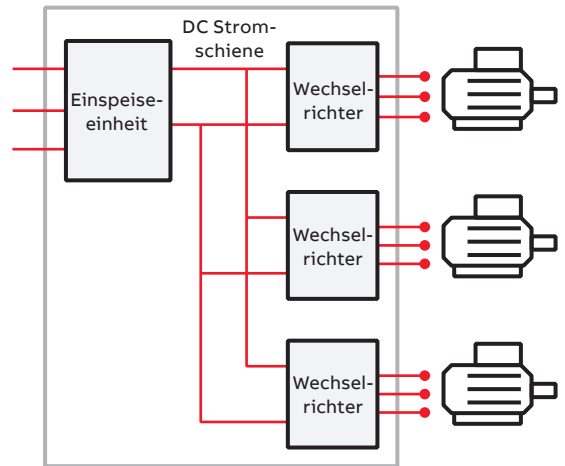 DC Strom-
schiene
Einspeise-
einheit
Wechsel-
richter
Wechsel-
richter
Wechsel-
richter